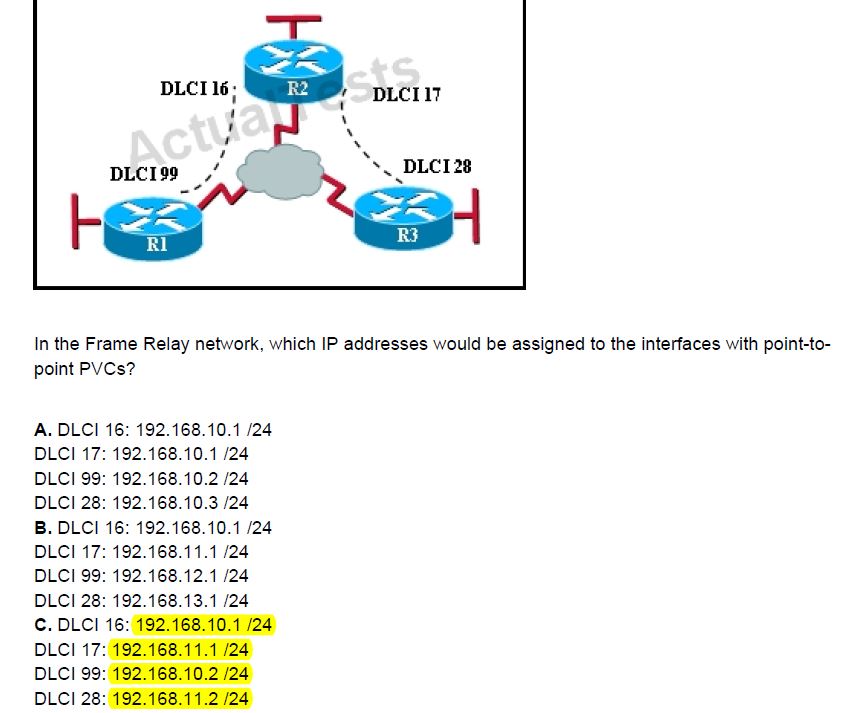 R2
DLCI 16
DLCI 17
ActualTests
DLCI 99
DLCI 28
R1
R3
In the Frame Relay network, which IP addresses would be assigned to the interfaces with point-to-
point PVCs?
A. DLCI 16: 192.168.10.1 /24
DLCI 17: 192.168.10.1 /24
DLCI 99: 192.168.10.2 /24
DLCI 28: 192.168.10.3 /24
B. DLCI 16: 192.168.10.1 /24
DLCI 17: 192.168.11.1 /24
DLCI 99: 192.168.12.1 /24
DLCI 28: 192.168.13.1 /24
C. DLCI 16: 192.168.10.1 /24
DLCI 17: 192.168.11.1 /24
DLCI 99: 192.168.10.2 /24
DLCI 28: 192.168.11.2 /24